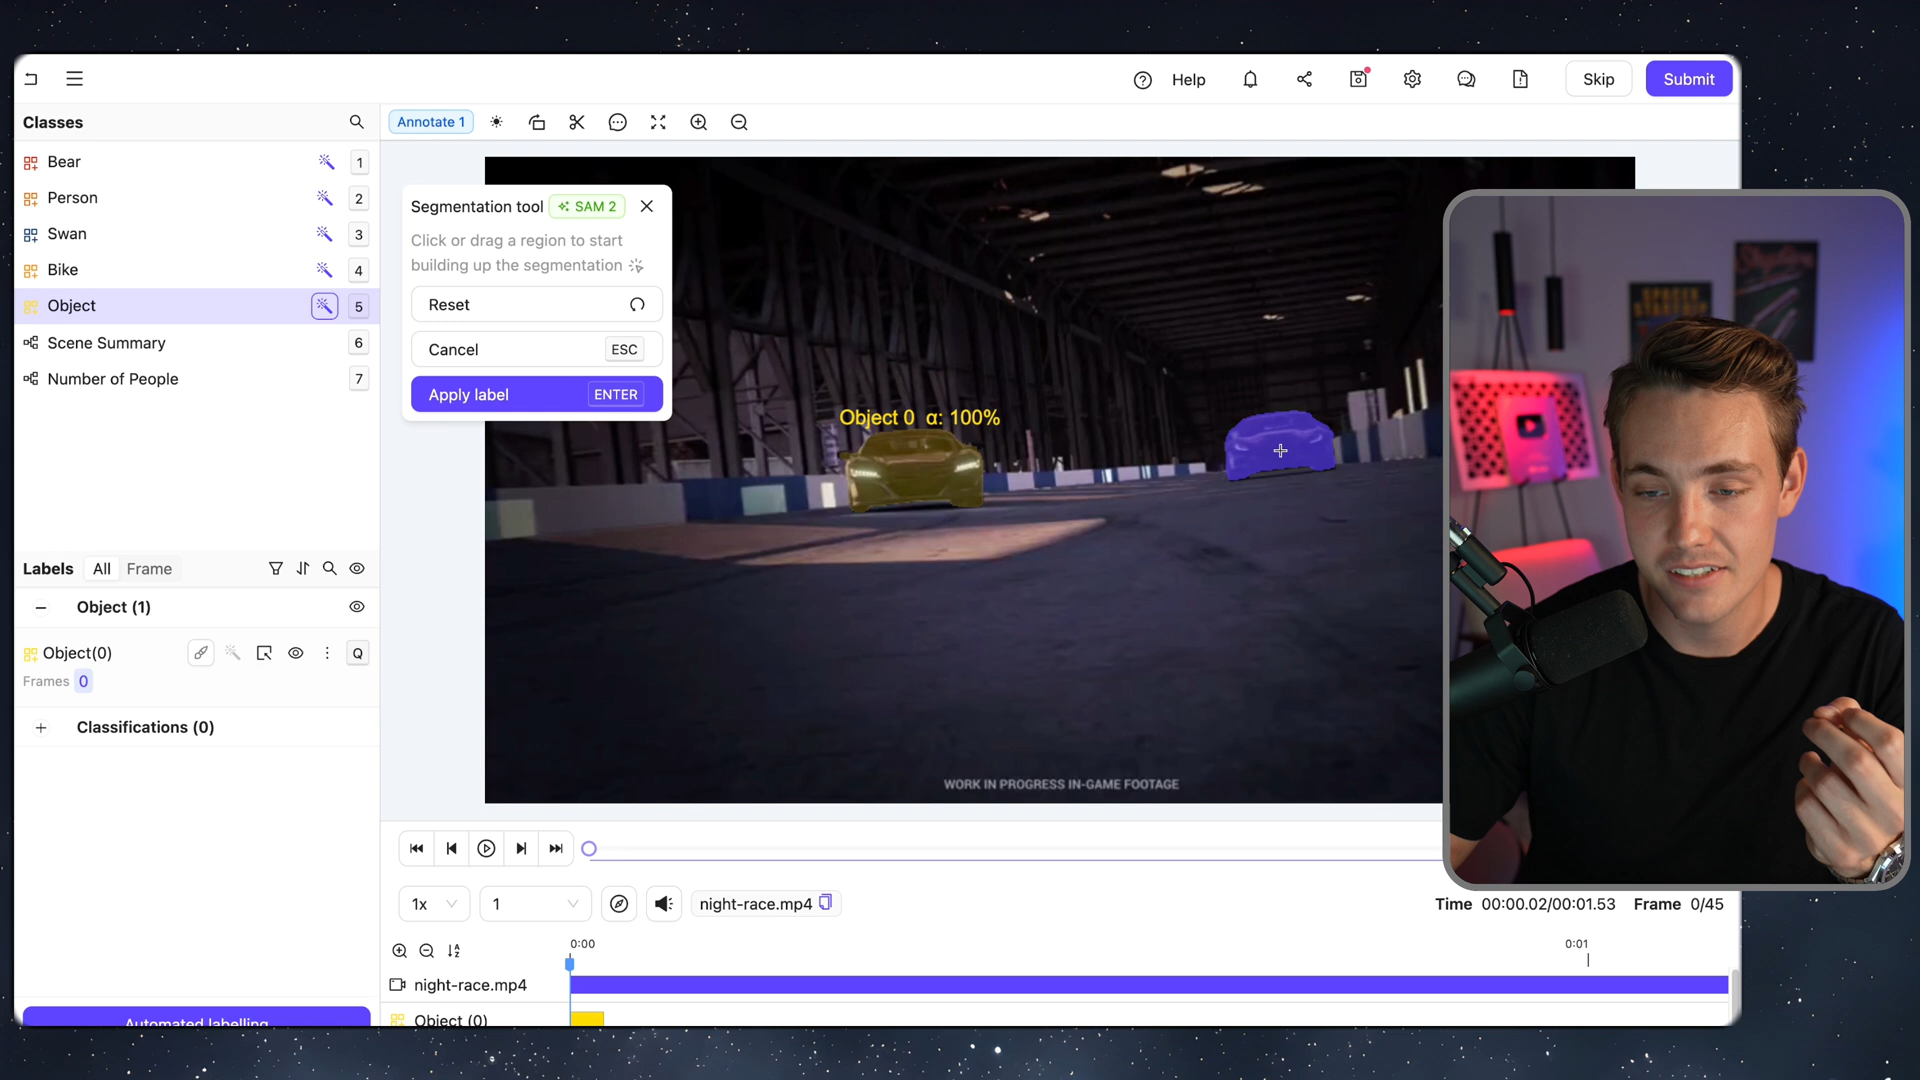 Help
Skip
Submit
Classes
Annotate 1
Bear
1
Person
2
Swan
3
Bike
4
Object
5
Scene Summary
6
Number of People
7
Segmentation tool
SAM 2
Click or drag a region to start
building up the segmentation
Reset
Cancel
ESC
Apply label
ENTER
Object 0 α: 100%
WORK IN PROGRESS IN-GAME FOOTAGE
Labels
All
Frame
Object (1)
Object(0)
Q
Frames 0
Classifications (0)
Automated labelling
1x
1
night-race.mp4
Time 00:00.02/00:01.53
Frame 0/45
0:00
0:01
night-race.mp4
Object (0)